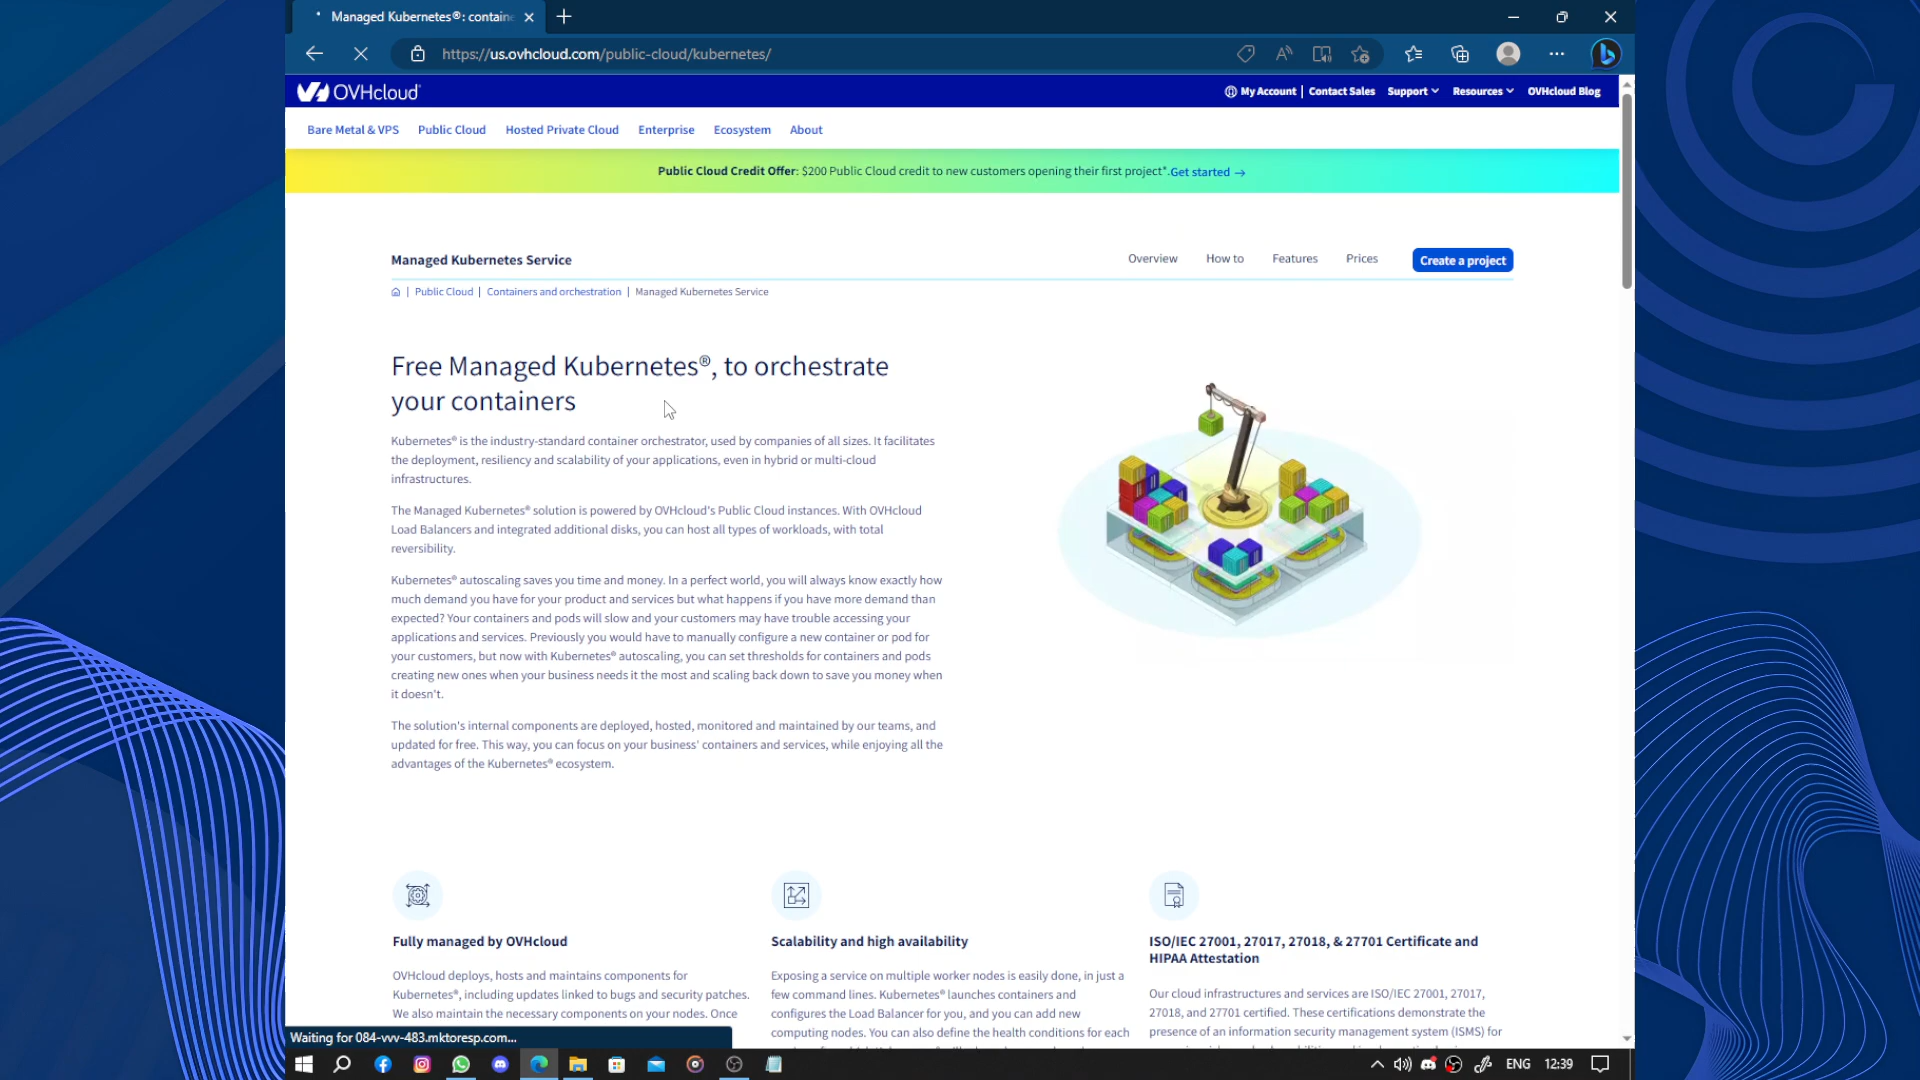 Managed Kubernetes®: contain
https://us.ovhcloud.com/public-cloud/kubernetes/
OVHcloud
My Account | Contact Sales Support Resources OVHcloud Blog
Bare Metal & VPS Public Cloud Hosted Private Cloud Enterprise Ecosystem About
Public Cloud Credit Offer: $200 Public Cloud credit to new customers opening their first project*. Get started →
Managed Kubernetes Service
Overview How to Features Prices Create a project
| Public Cloud | Containers and orchestration | Managed Kubernetes Service
Free Managed Kubernetes®, to orchestrate
your containers
Kubernetes® is the industry-standard container orchestrator, used by companies of all sizes. It facilitates
the deployment, resiliency and scalability of your applications, even in hybrid or multi-cloud
infrastructures.
The Managed Kubernetes® solution is powered by OVHcloud's Public Cloud instances. With OVHcloud
Load Balancers and integrated additional disks, you can host all types of workloads, with total
reversibility.
Kubernetes® autoscaling saves you time and money. In a perfect world, you will always know exactly how
much demand you have for your product and services but what happens if you have more demand than
expected? Your containers and pods will slow and your customers may have trouble accessing your
applications and services. Previously you would have to manually configure a new container or pod for
your customers, but now with Kubernetes® autoscaling, you can set thresholds for containers and pods
creating new ones when your business needs it the most and scaling back down to save you money when
it doesn't.
The solution's internal components are deployed, hosted, monitored and maintained by our teams, and
updated for free. This way, you can focus on your business' containers and services, while enjoying all the
advantages of the Kubernetes® ecosystem.
Fully managed by OVHcloud
OVHcloud deploys, hosts and maintains components for
Kubernetes®, including updates linked to bugs and security patches.
We also maintain the necessary components on your nodes. Once
Scalability and high availability
Exposing a service on multiple worker nodes is easily done, in just a
few command lines. Kubernetes® launches containers and
configures the Load Balancer for you, and you can add new
computing nodes. You can also define the health conditions for each
ISO/IEC 27001, 27017, 27018, & 27701 Certificate and
HIPAA Attestation
Our cloud infrastructures and services are ISO/IEC 27001, 27017,
27018, and 27701 certified. These certifications demonstrate the
presence of an information security management system (ISMS) for
Waiting for 084-vvv-483.mktoresp.com...
ENG 12:39